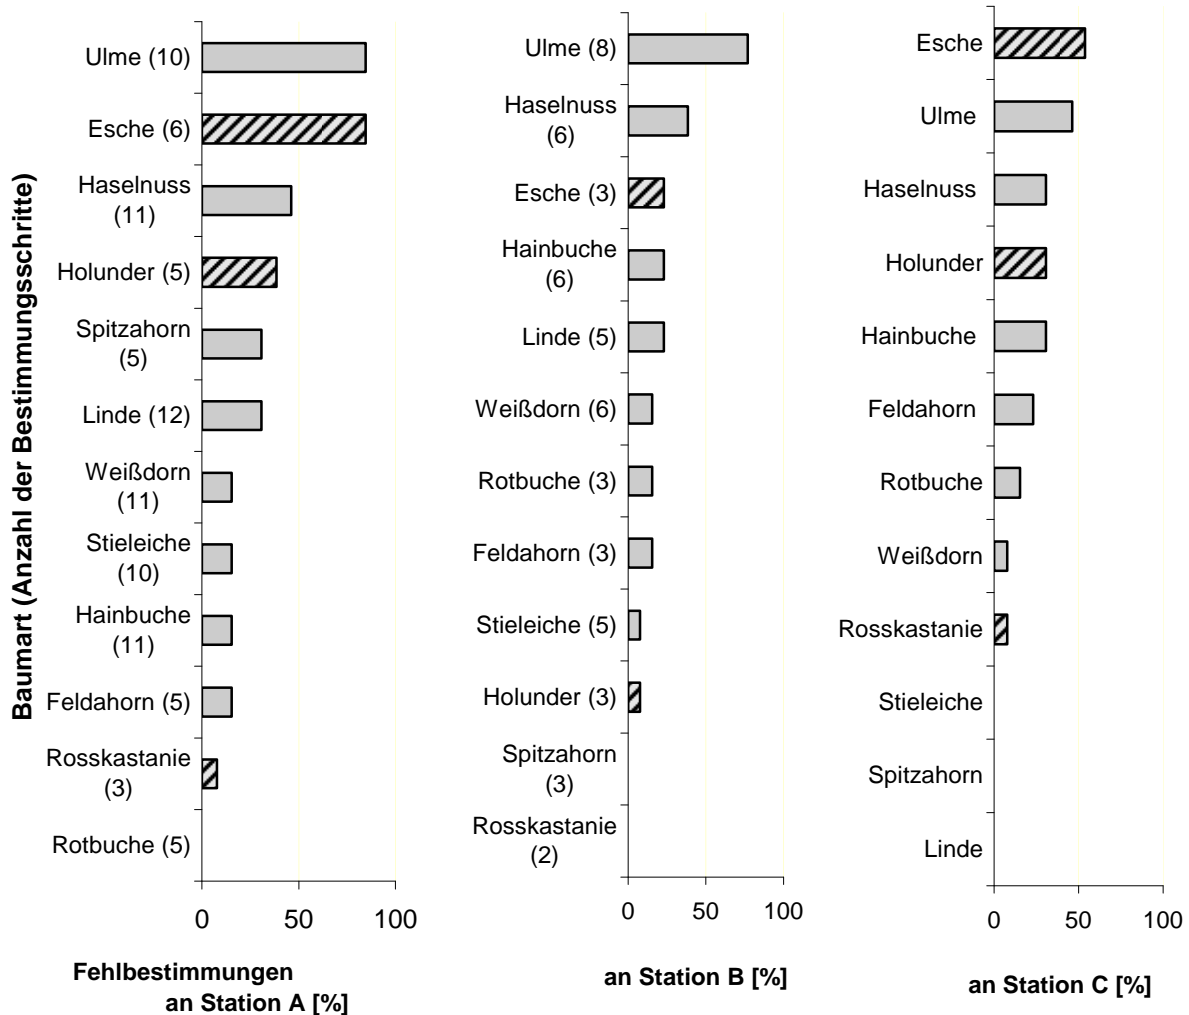 Baumart (Anzahl der Bestimmungsschritte)
Ulme (10)
Esche (6)
Haselnuss
(11)
Holunder (5)
Spitzahorn
(5)
Linde (12)
Weißdorn
(11)
Stieleiche
(10)
Hainbuche
(11)
Feldahorn (5)
Rosskastanie
(3)
Rotbuche (5)
0 50 100
Fehlbestimmungen
an Station A [%]
Ulme (8)
Haselnuss
(6)
Esche (3)
Hainbuche
(6)
Linde (5)
Weißdorn (6)
Rotbuche (3)
Feldahorn (3)
Stieleiche (5)
Holunder (3)
Spitzahorn
(3)
Rosskastanie
(2)
0 50 100
an Station B [%]
Esche
Ulme
Haselnuss
Holunder
Hainbuche
Feldahorn
Rotbuche
Weißdorn
Rosskastanie
Stieleiche
Spitzahorn
Linde
0 50 100
an Station C [%]